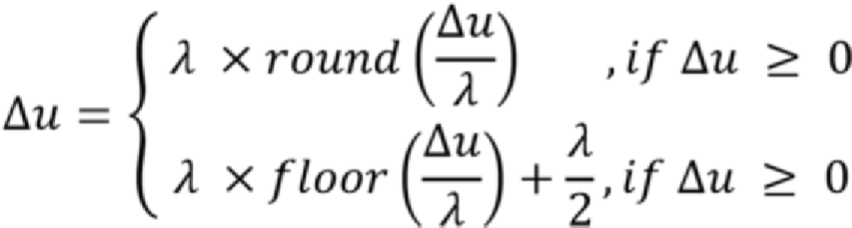 Δu = { λ × round (Δu/λ) , if Δu ≥ 0
λ × floor (Δu/λ) + λ/2 , if Δu ≥ 0